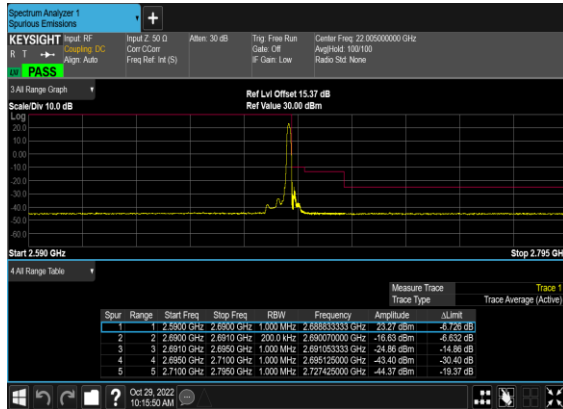 Spectrum Analyzer 1
Spurious Emissions
KEYSIGHT Input: RF Input Z: 50 Ω Atten: 30 dB Trig: Free Run Center Freq: 22.005000000 GHz
R T Coupling: DC Corr CCorr Gate: Off Avg|Hold: 100/100
Align: Auto Freq Ref: Int (S) IF Gain: Low Radio Std: None
PASS
3 All Range Graph
Ref Lvl Offset 15.37 dB
Scale/Div 10.0 dB Ref Value 30.00 dBm
Log
20.0
10.0
0.00
-10.0
-20.0
-30.0
-40.0
-50.0
-60.0
Start 2.590 GHz Stop 2.795 GH
4 All Range Table
Measure Trace Trace 1
Trace Type Trace Average (Active)
Spur Range Start Freq Stop Freq RBW Frequency Amplitude ΔLimit
1 1 2.5900 GHz 2.6900 GHz 1.000 MHz 2.688833333 GHz 23.27 dBm -6.726 dB
2 2 2.6900 GHz 2.6910 GHz 200.0 kHz 2.690070000 GHz -16.63 dBm -6.632 dB
3 3 2.6910 GHz 2.6950 GHz 1.000 MHz 2.691053333 GHz -24.86 dBm -14.86 dB
4 4 2.6950 GHz 2.7100 GHz 1.000 MHz 2.695125000 GHz -43.40 dBm -30.40 dB
5 5 2.7100 GHz 2.7950 GHz 1.000 MHz 2.727425000 GHz -44.37 dBm -19.37 dB
Oct 29, 2022
10:15:50 AM